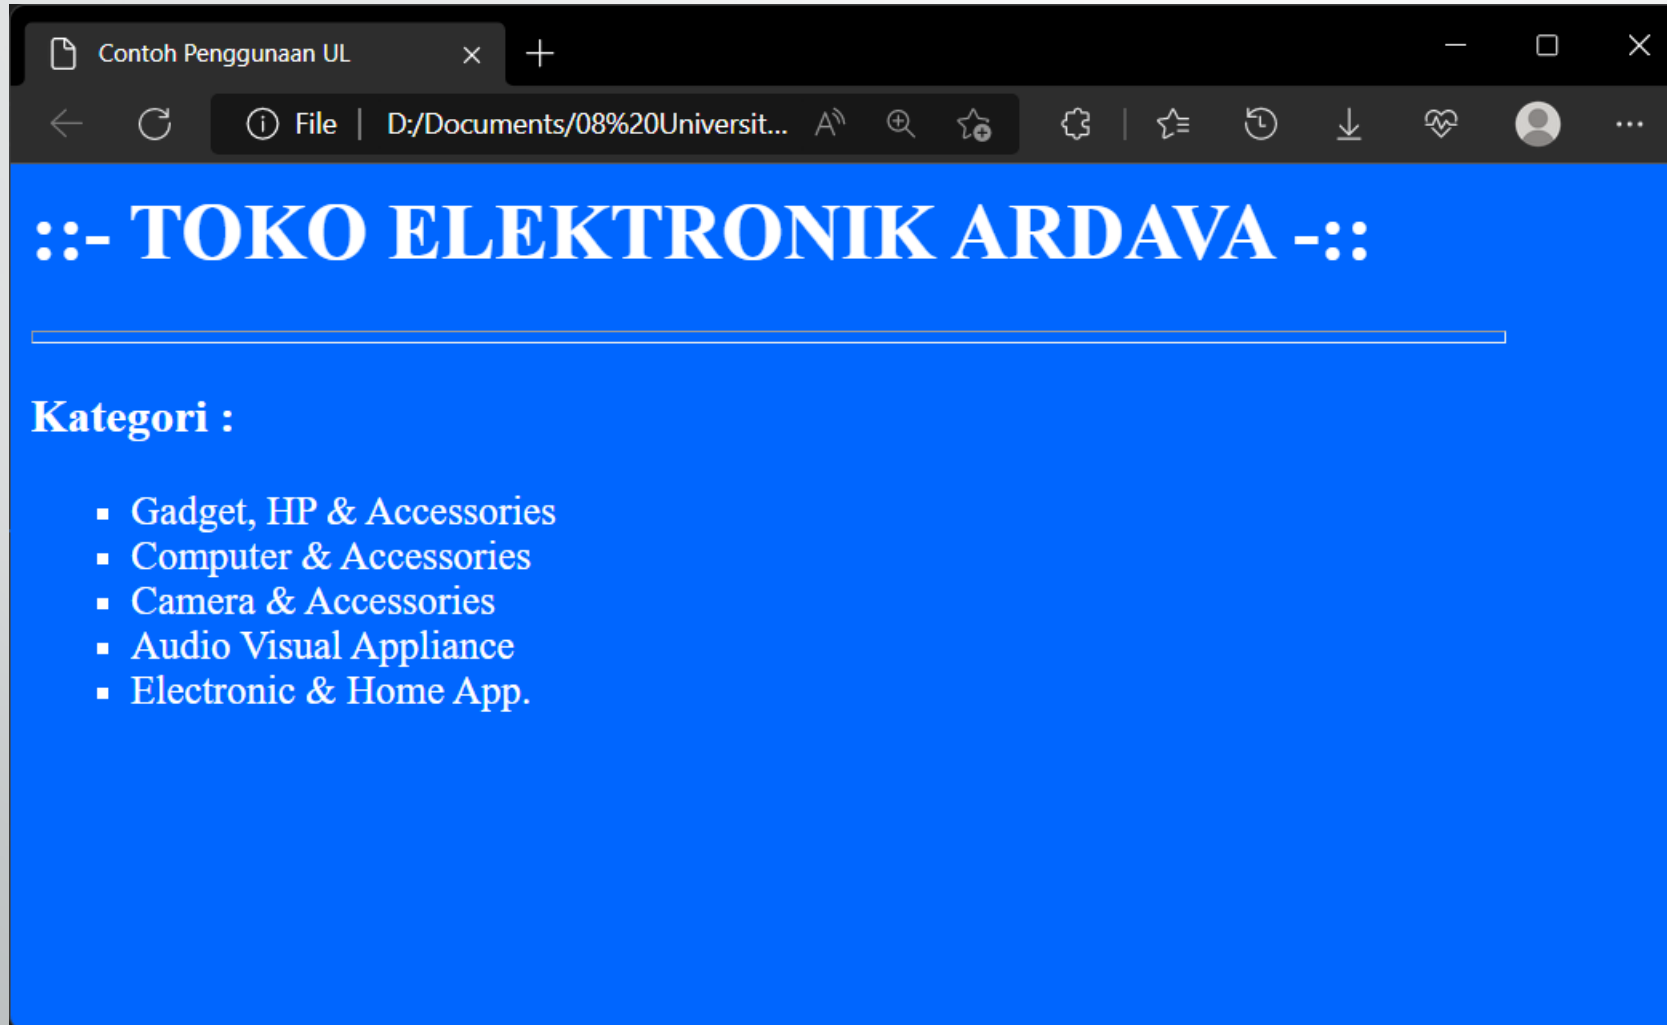 Contoh Penggunaan UL
File | D:/Documents/08%20Universit...
::- TOKO ELEKTRONIK ARDAVA -::
Kategori :
Gadget, HP & Accessories
Computer & Accessories
Camera & Accessories
Audio Visual Appliance
Electronic & Home App.